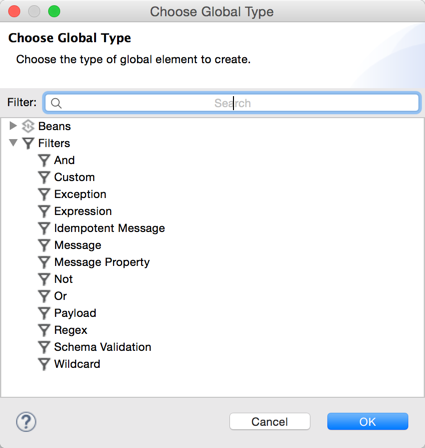 Choose Global Type
Choose Global Type
Choose the type of global element to create.
Filter: Search
Beans
Filters
And
Custom
Exception
Expression
Idempotent Message
Message
Message Property
Not
Or
Payload
Regex
Schema Validation
Wildcard
? Cancel OK